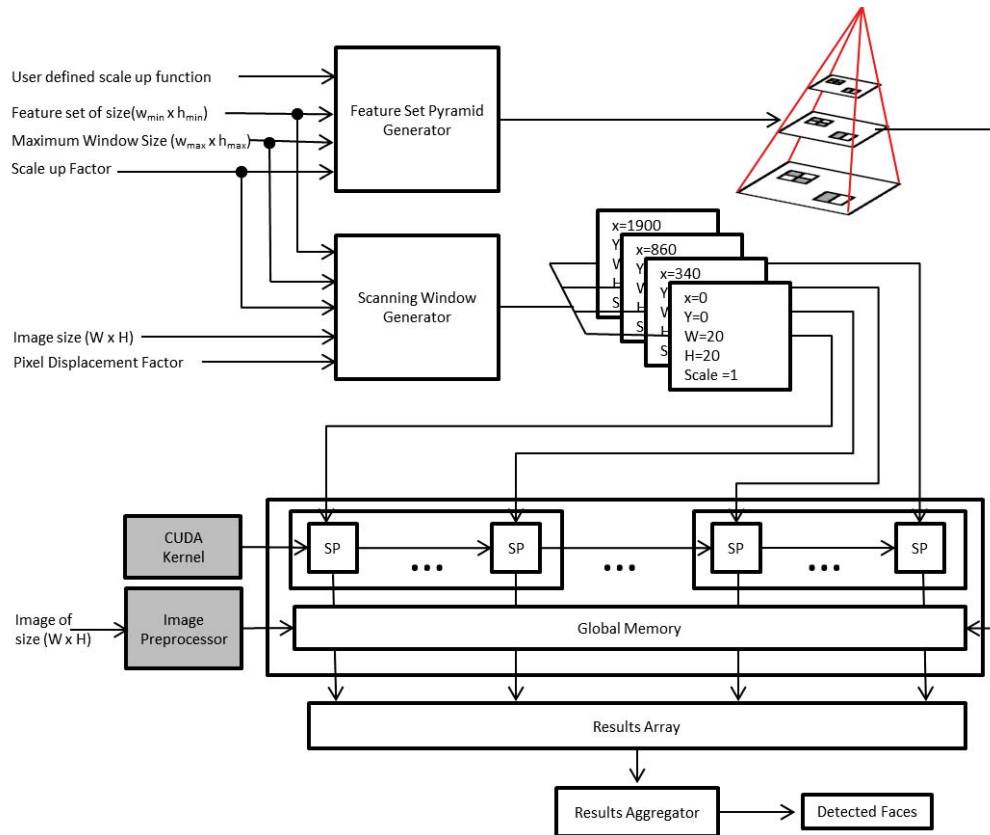 User defined scale up function
Feature set of size(wmin x hmin)
Maximum Window Size (wmax x hmax)
Scale up Factor
Feature Set Pyramid
Generator
Scanning Window
Generator
Image size (W x H)
Pixel Displacement Factor
x=1900
Y
W
H
S
x=860
Y
W
H
S
x=340
Y
W
H
S
x=0
Y=0
W=20
H=20
Scale =1
CUDA
Kernel
SP
...
SP
...
SP
...
SP
Image of
size (W x H)
Image
Preprocessor
Global Memory
Results Array
Results Aggregator
Detected Faces